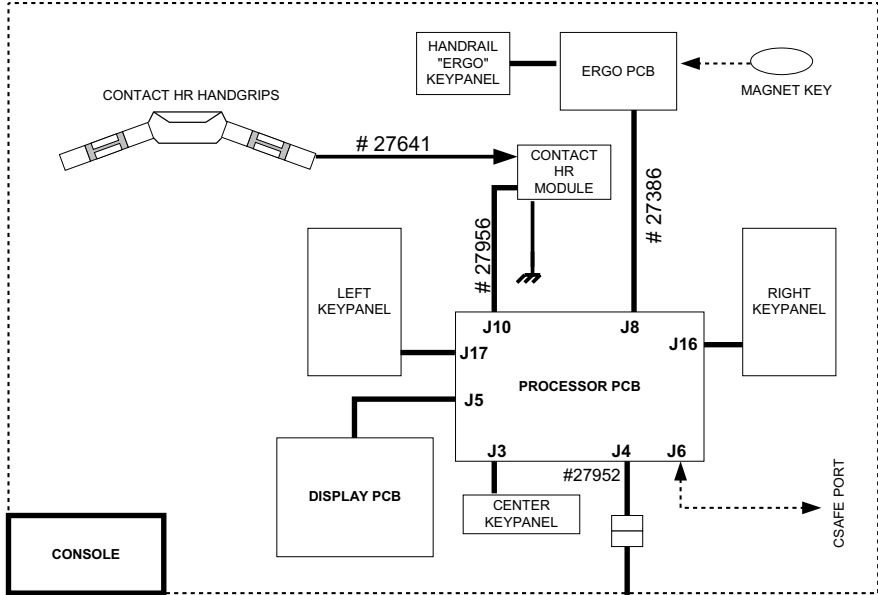 HANDRAIL
"ERGO"
KEYPANEL
ERGO PCB
MAGNET KEY
CONTACT HR HANDGRIPS
# 27641
CONTACT
HR
MODULE
# 27956
# 27386
LEFT
KEYPANEL
RIGHT
KEYPANEL
J10
J8
J17
J16
PROCESSOR PCB
J5
J3
J4
J6
#27952
DISPLAY PCB
CENTER
KEYPANEL
CSAFE PORT
CONSOLE